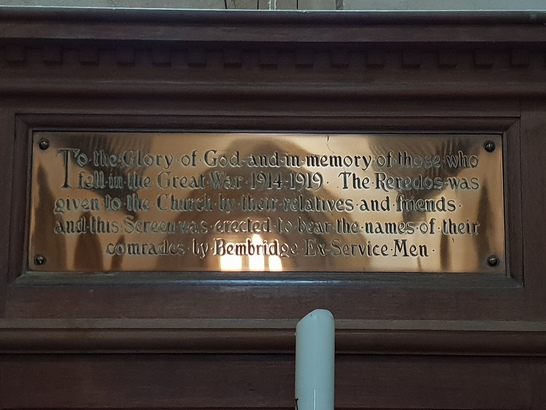 To·the·Glory·of·God·and·in·memory·of·those·who
fell·in·the·Great·War·1914-1919· The·Reredos·was
given·to·the·Church·by·their·relatives·and·friends·
and·this·Screen·was·erected·to·bear·the·names·of·their
comrades·by·Bembridge·Ex-Service·Men·